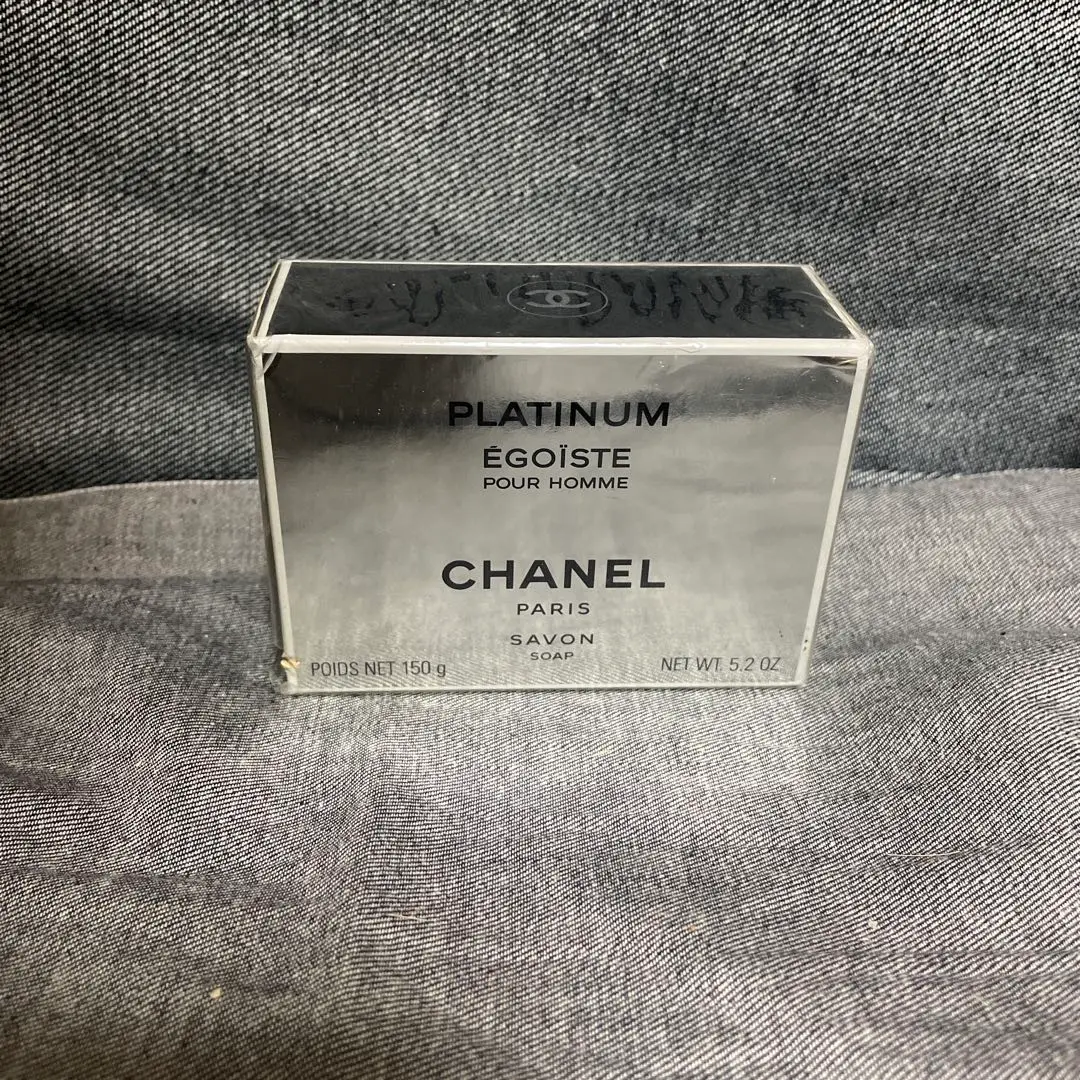 PLATINUM
ÉGOÏSTE
POUR HOMME
CHANEL
PARIS
SAVON
SOAP
POIDS NET 150 g
NET WT. 5.2 OZ